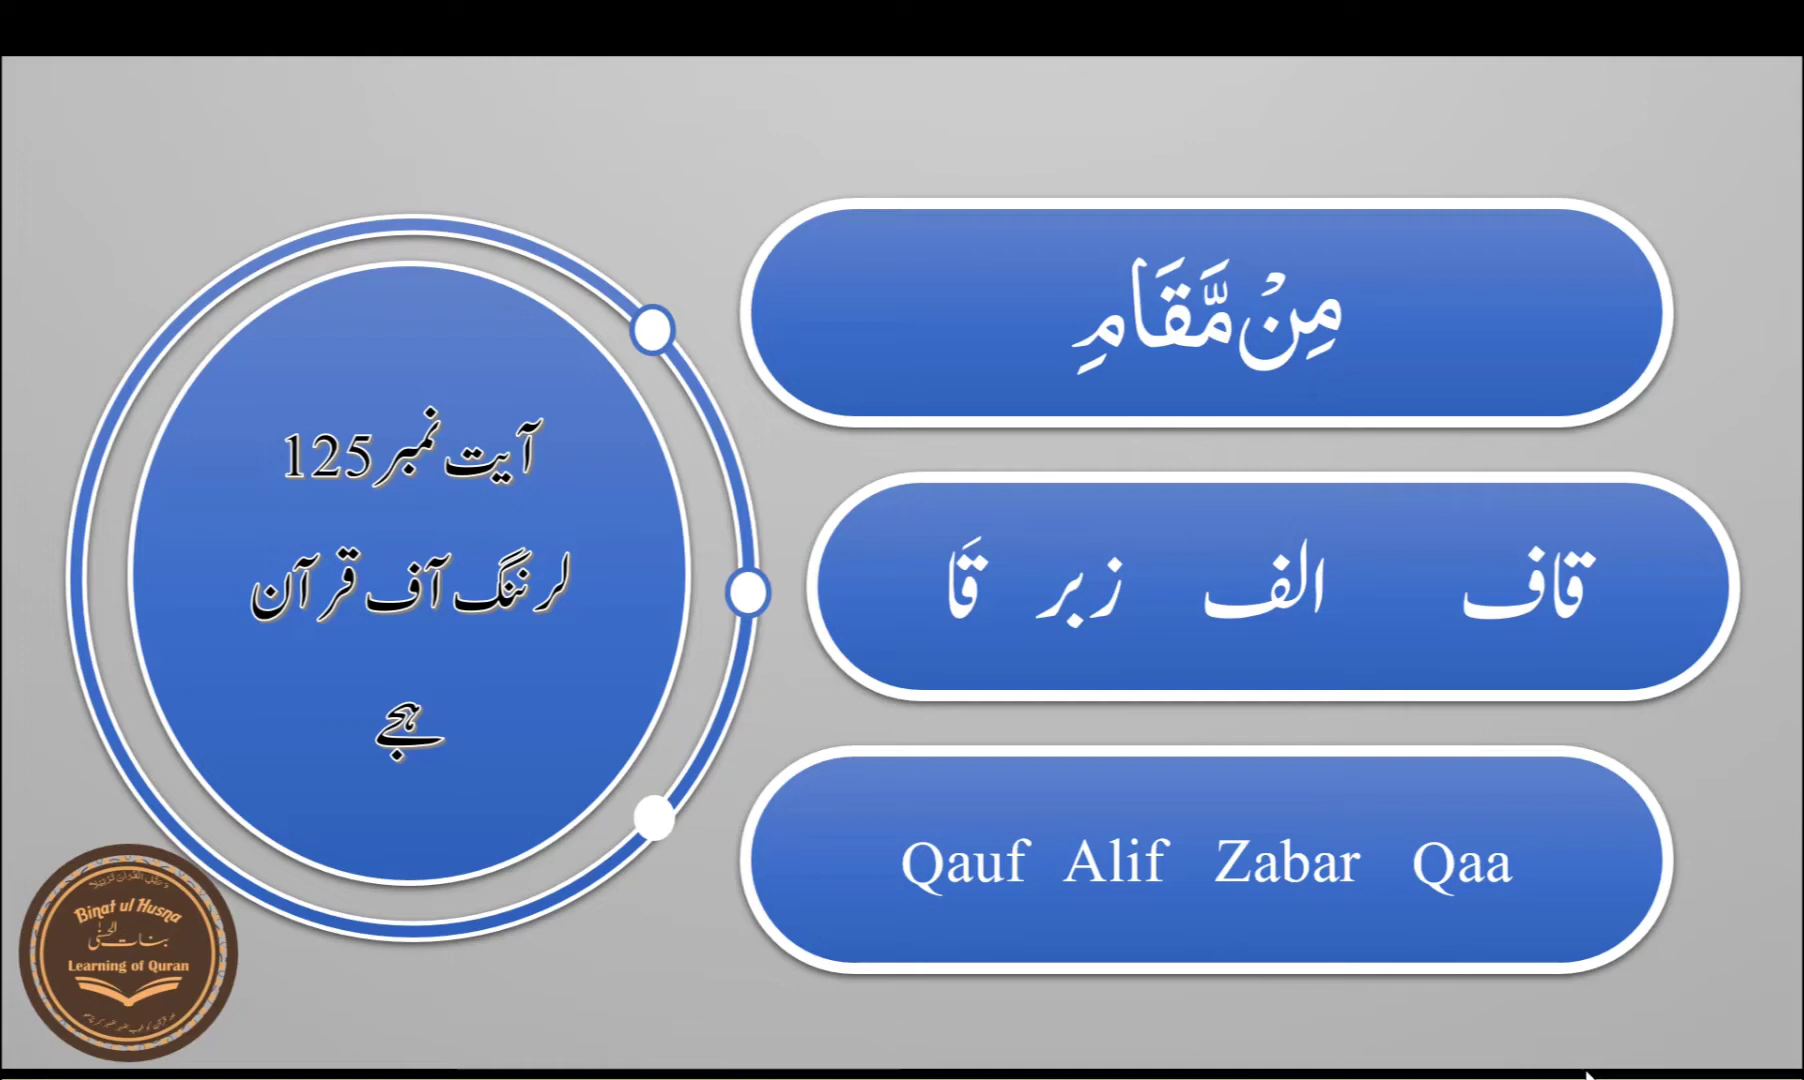 مِنْ مَّقَامِ
آیت نمبر 125
لرننگ آف قرآن
ہجے
قاف الف زبر قَا
Qauf Alif Zabar Qaa
Binat ul Husna
بنات الحسنٰی
Learning of Quran